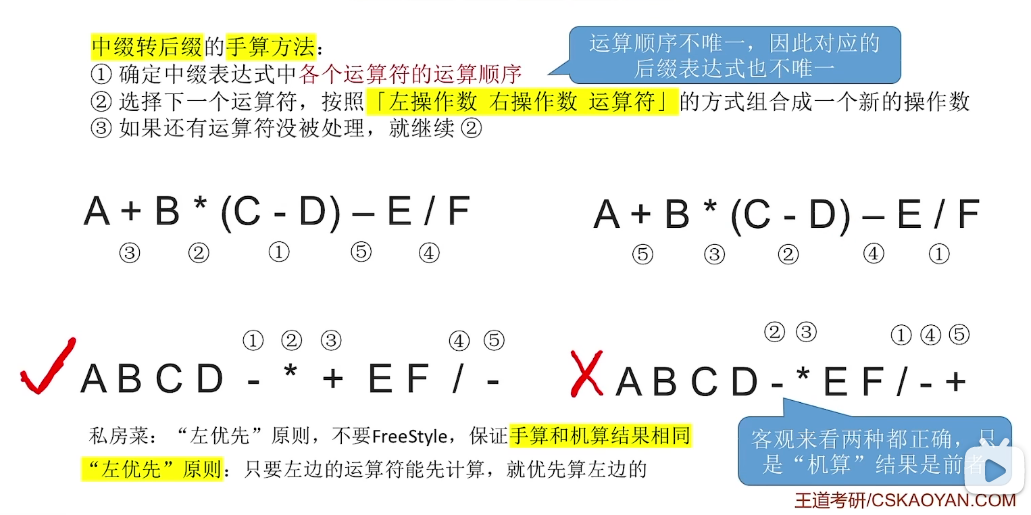 中缀转后缀的手算方法：
① 确定中缀表达式中各个运算符的运算顺序
② 选择下一个运算符，按照「左操作数 右操作数 运算符」的方式组合成一个新的操作数
③ 如果还有运算符没被处理，就继续 ②
运算顺序不唯一，因此对应的
后缀表达式也不唯一
A + B * (C - D) – E / F
③ ② ① ⑤ ④
A + B * (C - D) – E / F
⑤ ③ ② ④ ①
① ② ③ ④ ⑤
A B C D - * + E F / -
② ③ ① ④ ⑤
A B C D - * E F / - +
私房菜：“左优先”原则，不要FreeStyle，保证手算和机算结果相同
“左优先”原则：只要左边的运算符能先计算，就优先算左边的
客观来看两种都正确，只
是“机算”结果是前者
王道考研/CSKAOYAN.COM